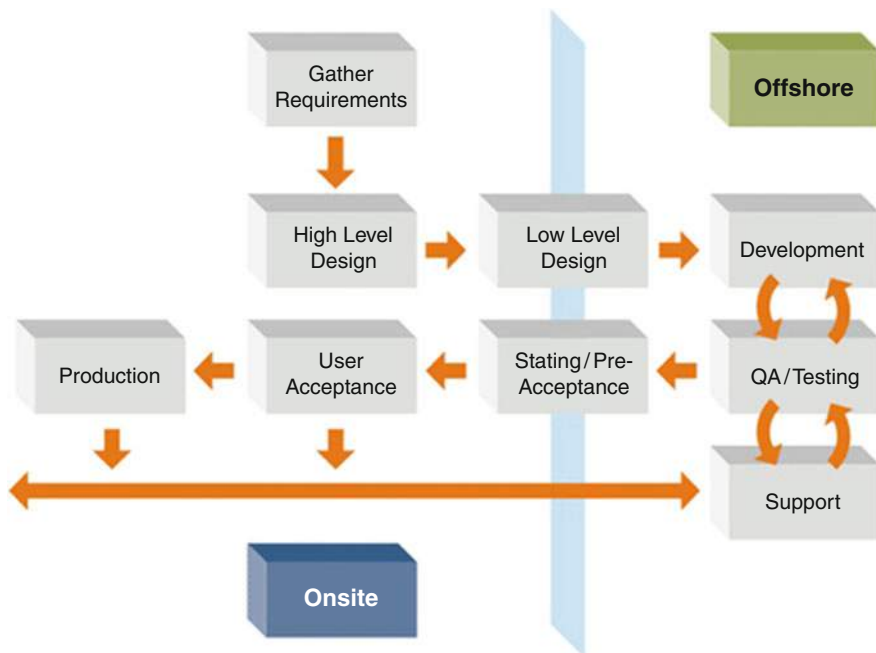 Gather
Requirements
Offshore
High Level
Design
Low Level
Design
Development
Production
User
Acceptance
Stating/Pre-
Acceptance
QA/Testing
Support
Onsite